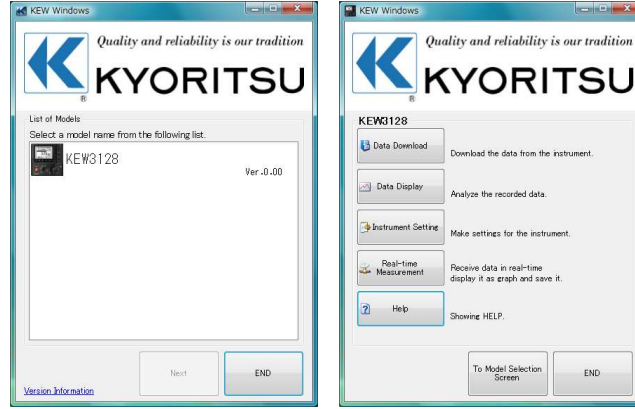 KEW Windows
Quality and reliability is our tradition
KYORITSU
®
List of Models
Select a model name from the following list.
KEW3128
Ver.0.00
Next
END
Version Information
KEW Windows
Quality and reliability is our tradition
KYORITSU
®
KEW3128
Data Download
Download the data from the instrument.
Data Display
Analyze the recorded data.
Instrument Setting
Make settings for the instrument.
Real-time
Measurement
Receive data in real-time
display it as graph and save it.
Help
Showing HELP.
To Model Selection
Screen
END